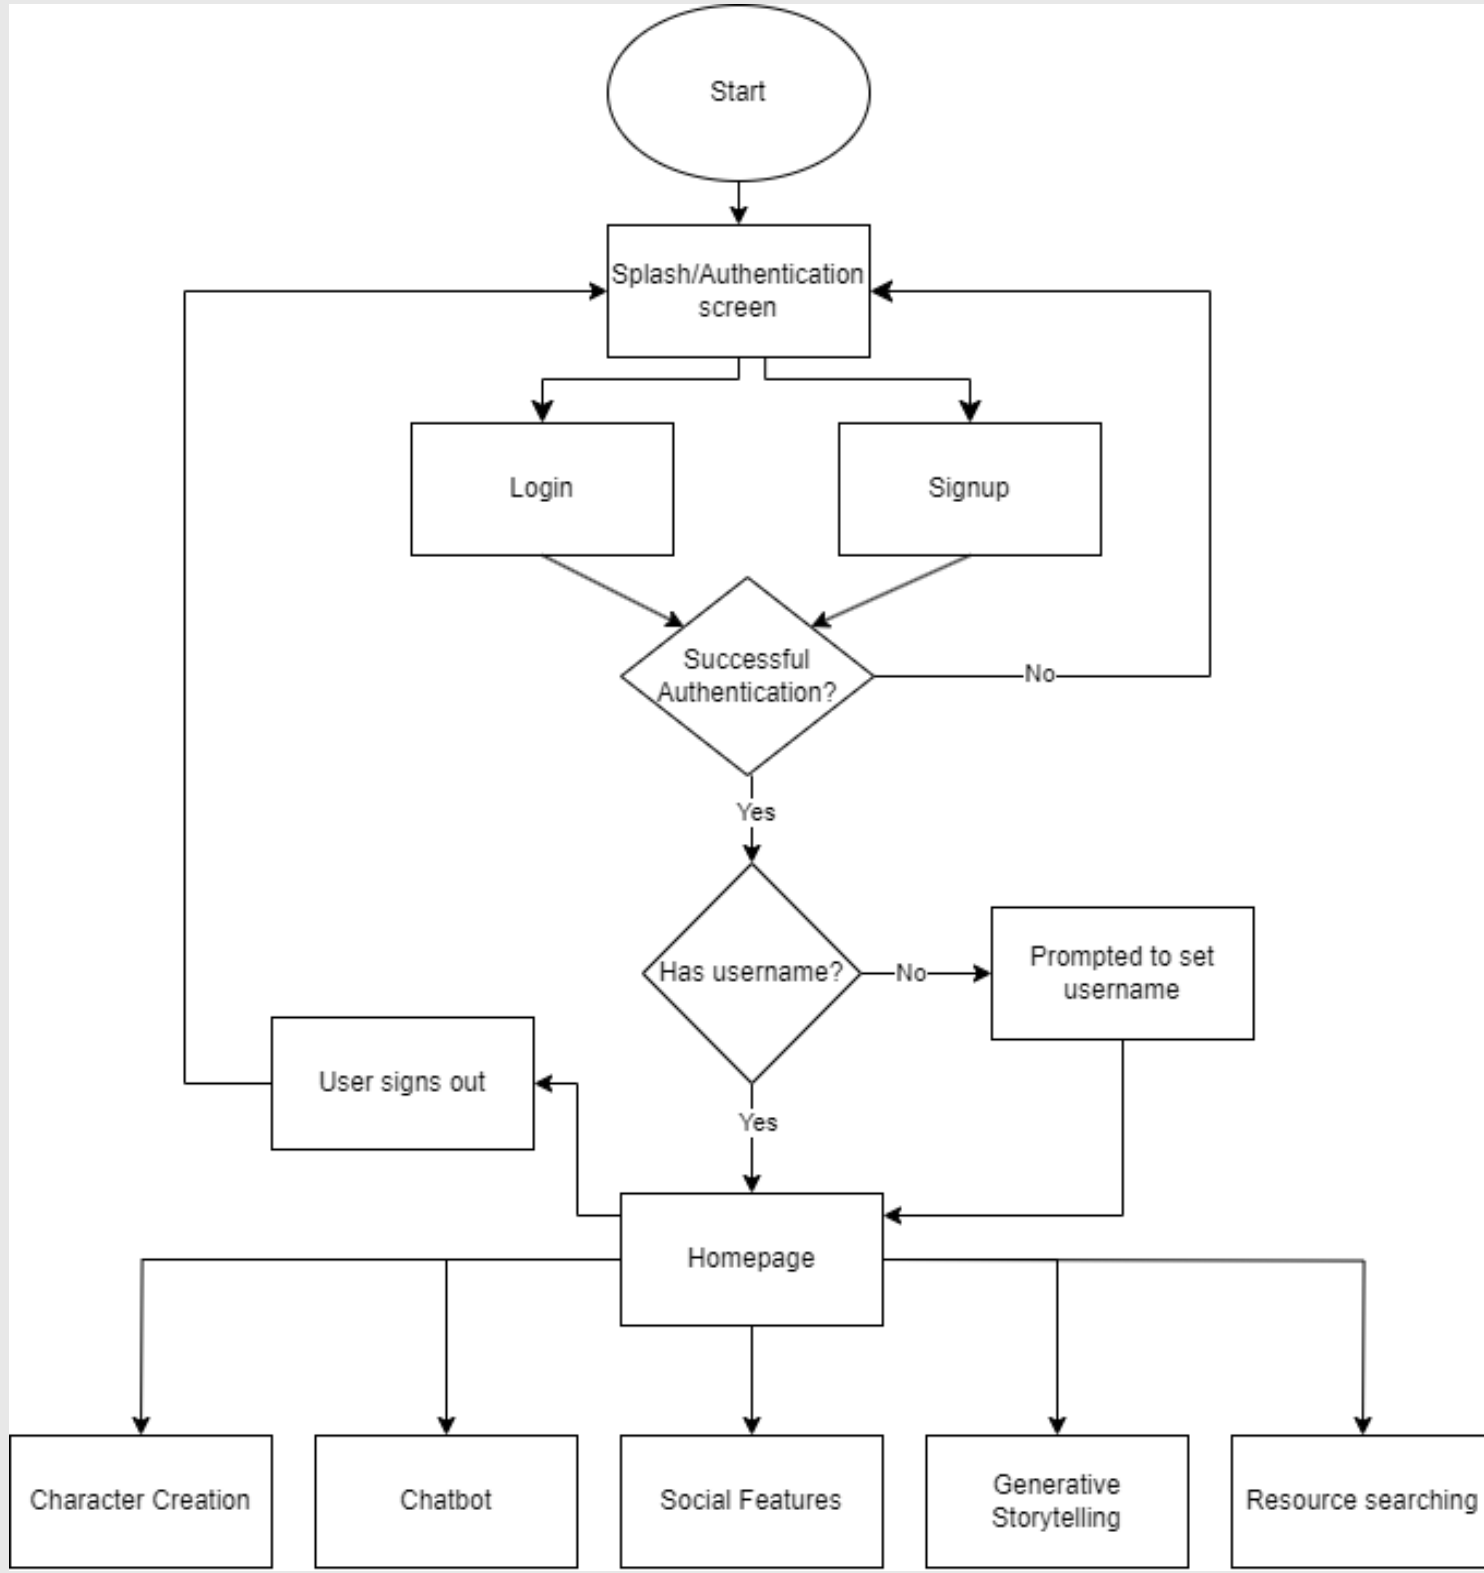 Start
Splash/Authentication
screen
Login
Signup
Successful
Authentication?
No
Yes
Has username?
No
Prompted to set
username
User signs out
Yes
Homepage
Character Creation
Chatbot
Social Features
Generative
Storytelling
Resource searching